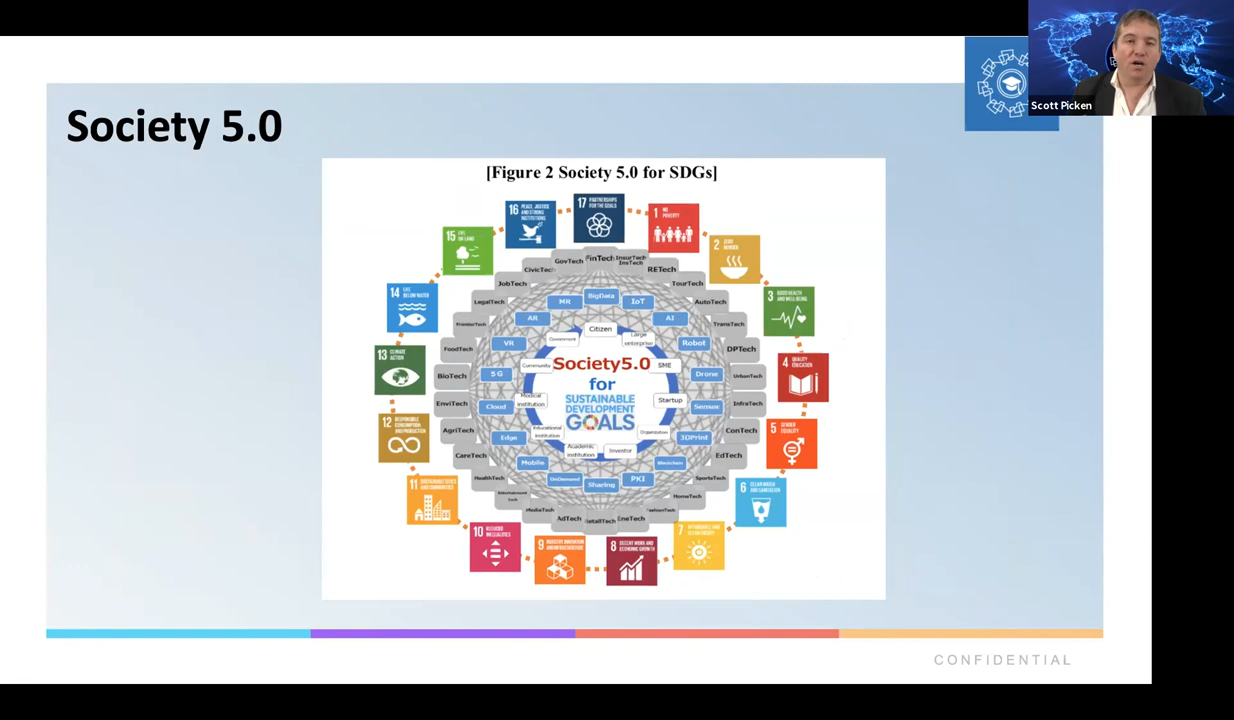 Scott Picken
Society 5.0
[Figure 2 Society 5.0 for SDGs]
17 PARTNERSHIPS
FOR THE GOALS
16 PEACE, JUSTICE
AND STRONG
INSTITUTIONS
1 NO
POVERTY
15 LIFE
ON LAND
2 ZERO
HUNGER
14 LIFE
BELOW WATER
3 GOOD HEALTH
AND WELL-BEING
13 CLIMATE
ACTION
4 QUALITY
EDUCATION
12 RESPONSIBLE
CONSUMPTION
AND PRODUCTION
5 GENDER
EQUALITY
11 SUSTAINABLE CITIES
AND COMMUNITIES
6 CLEAN WATER
AND SANITATION
10 REDUCED
INEQUALITIES
7 AFFORDABLE AND
CLEAN ENERGY
9 INDUSTRY, INNOVATION
AND INFRASTRUCTURE
8 DECENT WORK AND
ECONOMIC GROWTH
FinTech
InsurTech
InsTech
RETech
TourTech
AutoTech
TransTech
DPTech
UrbanTech
InfraTech
ConTech
EdTech
SportsTech
HomeTech
FashionTech
EneTech
RetailTech
AdTech
MediaTech
Entertainment
Tech
HealthTech
CareTech
AgriTech
EnviTech
BioTech
FoodTech
LegalTech
JobTech
CivicTech
GovTech
BigData
IoT
AI
Robot
Drone
Sensor
3DPrint
Blockchain
PKI
Sharing
OnDemand
Mobile
Edge
Cloud
5G
VR
AR
MR
Citizen
Large
enterprise
SME
Startup
Organization
Inventor
Academic
institution
Educational
institution
Medical
institution
Community
Government
Society5.0
for
SUSTAINABLE
DEVELOPMENT
GOALS
CONFIDENTIAL